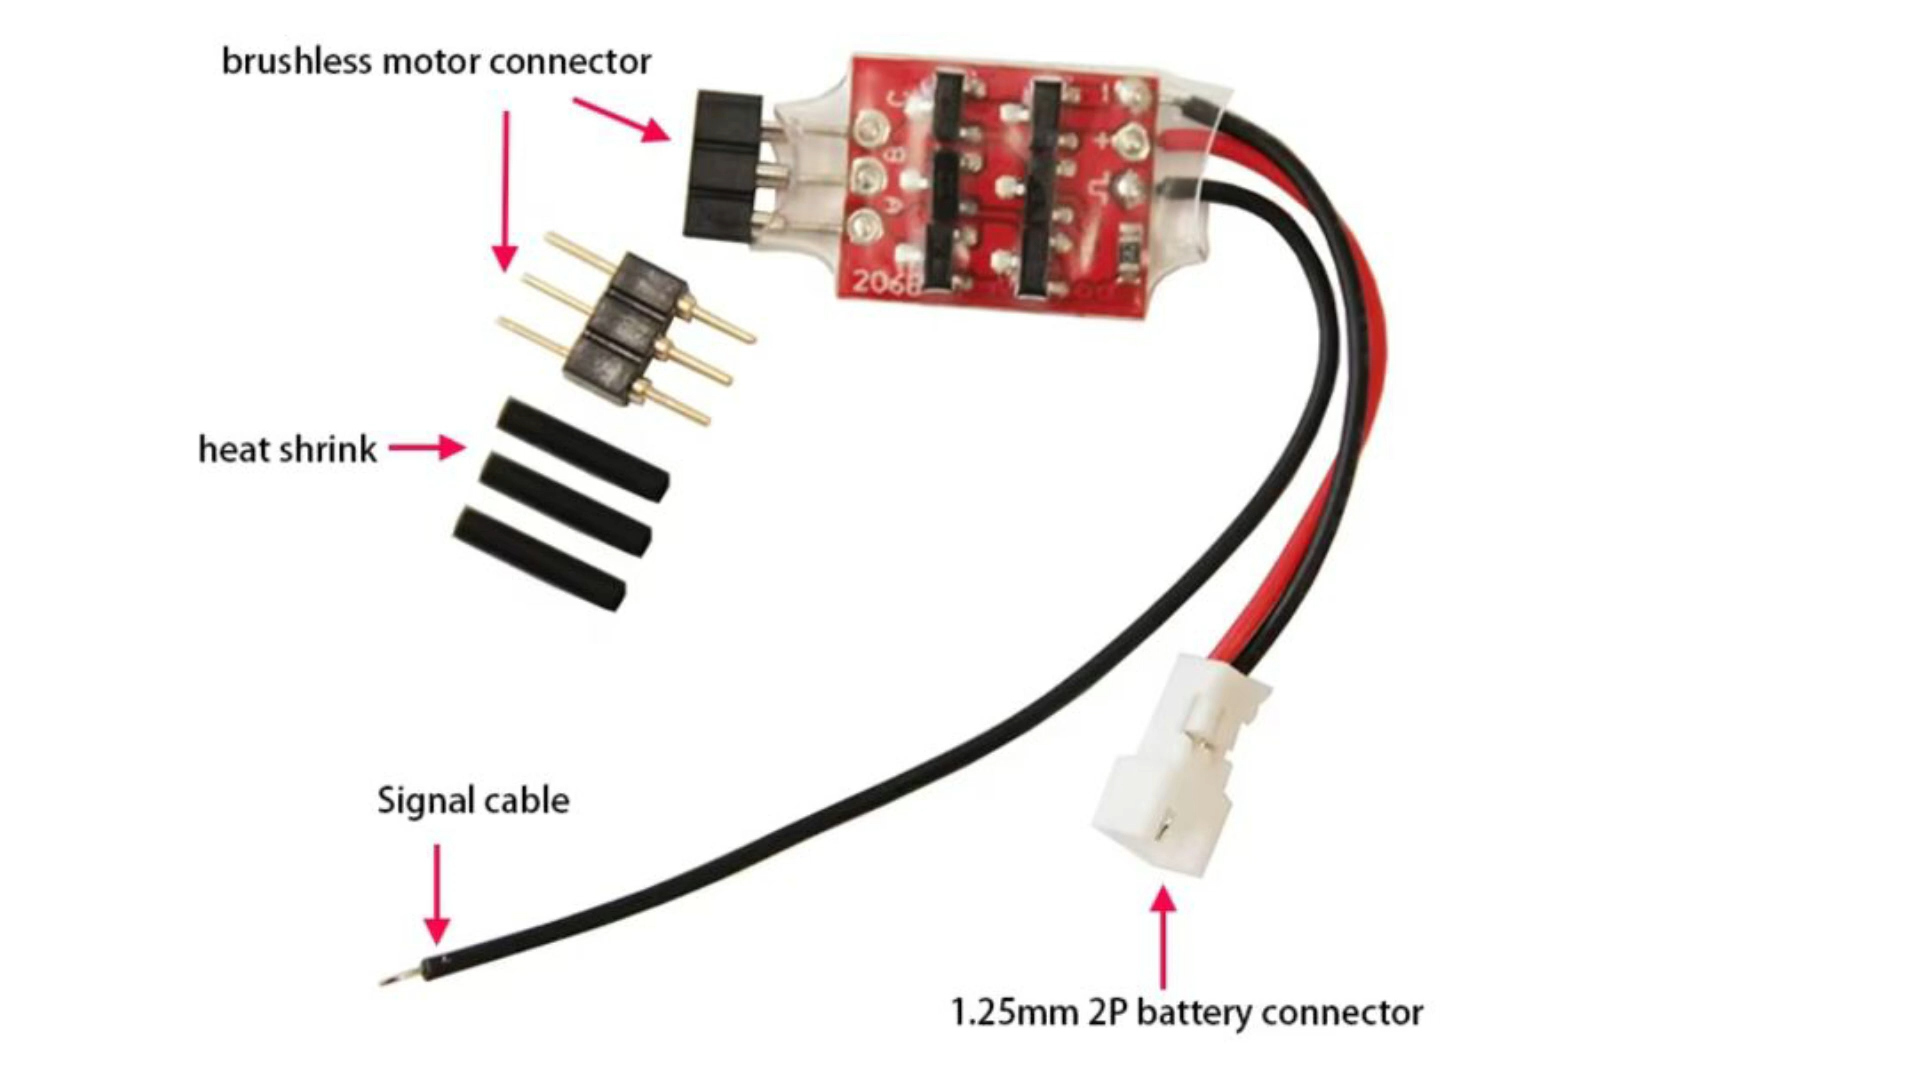 brushless motor connector
C
B
A
-
+
heat shrink
Signal cable
1.25mm 2P battery connector